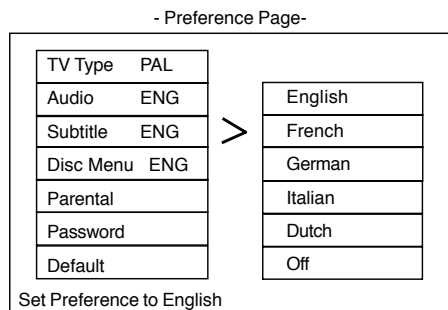 - Preference Page-
TV Type PAL
Audio ENG
Subtitle ENG
Disc Menu ENG
Parental
Password
Default
>
English
French
German
Italian
Dutch
Off
Set Preference to English